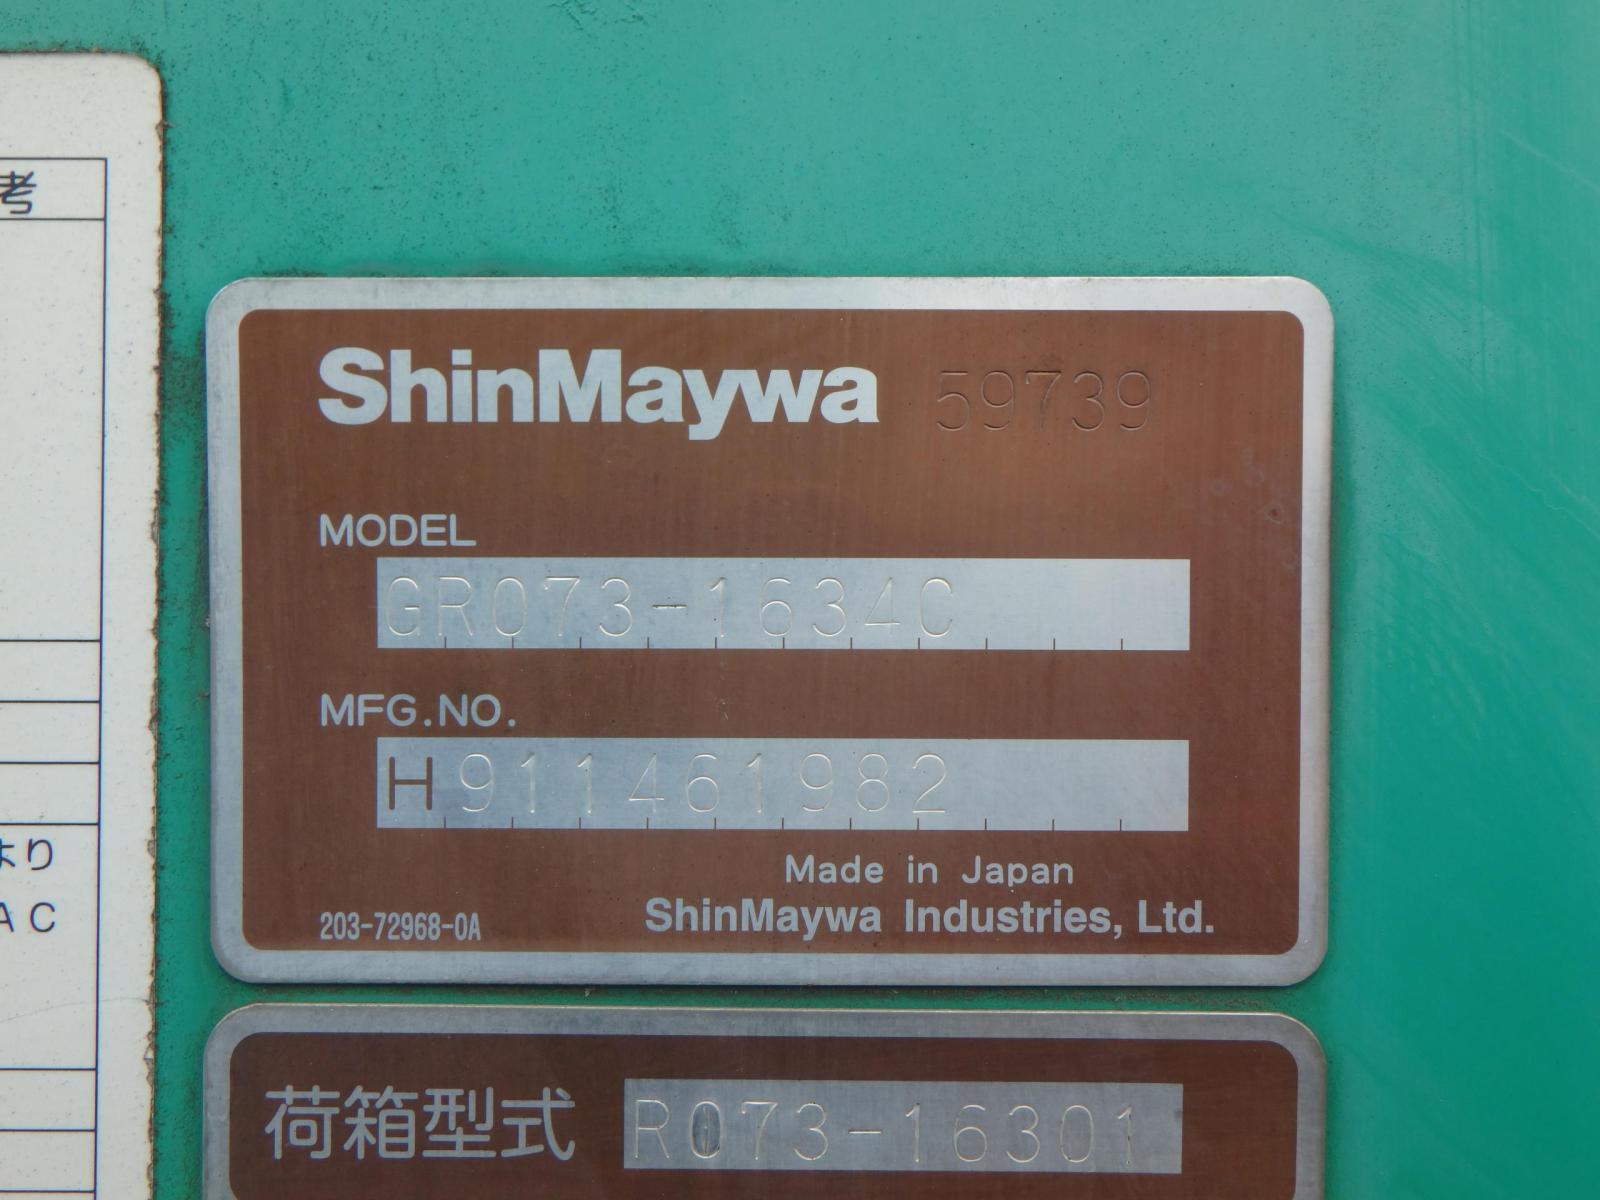 考
より
AC
ShinMaywa 59739
MODEL
GR073-1634C
MFG.NO.
H911461982
Made in Japan
203-72968-0A ShinMaywa Industries, Ltd.
荷箱型式 R073-16301